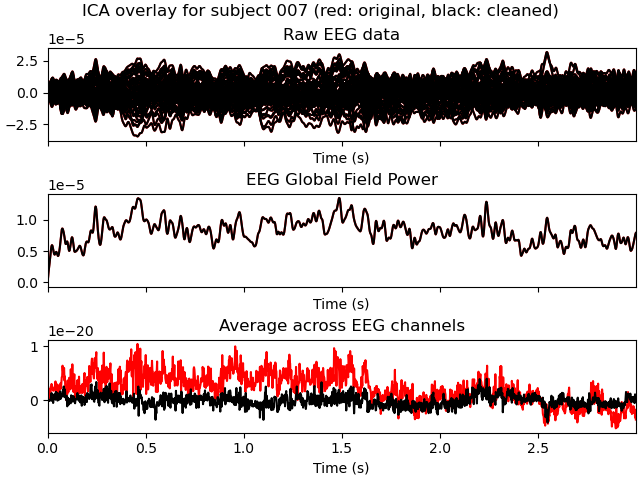 ICA overlay for subject 007 (red: original, black: cleaned)
Raw EEG data
1e−5
2.5
0.0
−2.5
Time (s)
EEG Global Field Power
1e−5
1.0
0.5
0.0
Time (s)
Average across EEG channels
1e−20
1
0
0.0 0.5 1.0 1.5 2.0 2.5
Time (s)